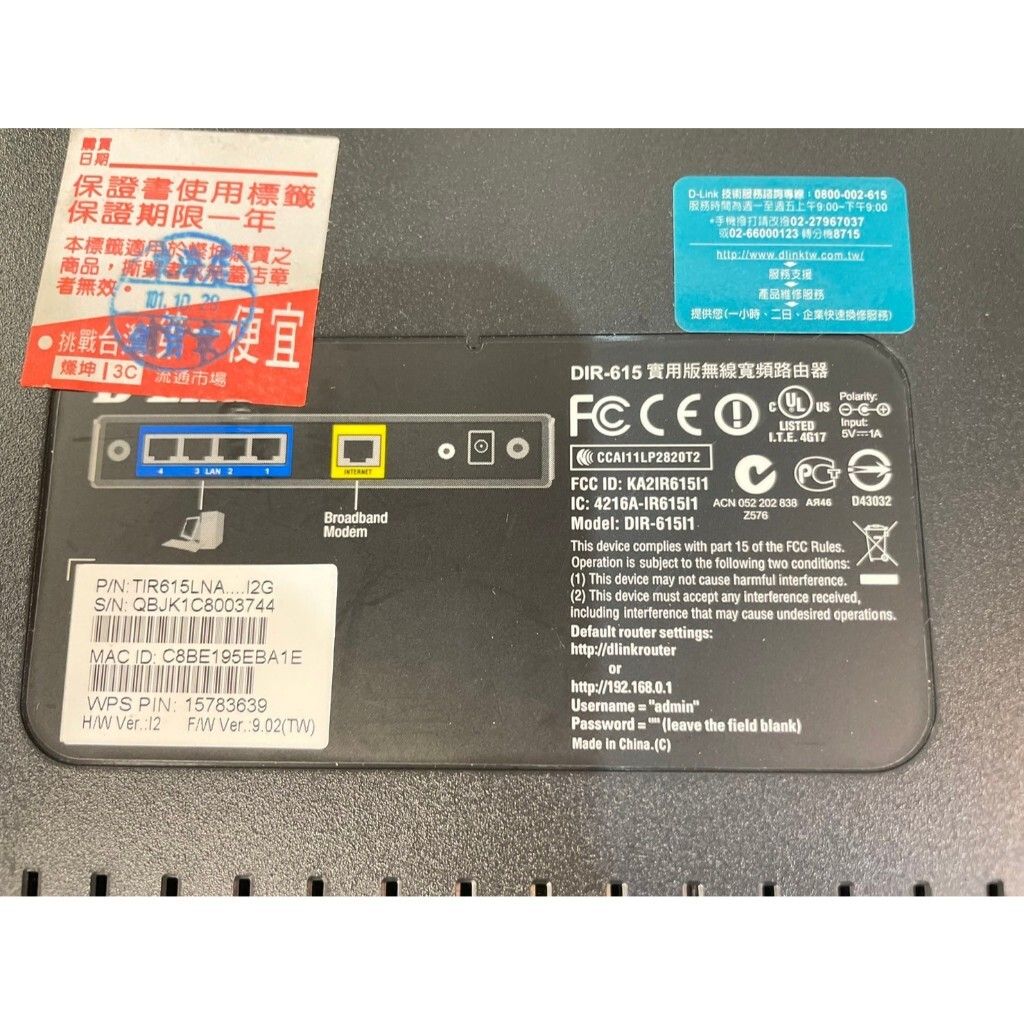 購買
日期
保證書使用標籤
保證期限一年
本標籤適用於燦坤購買之
商品，撕毀書或無蓋店章
者無效。
101.10.28
挑戰台灣第一便宜
燦坤 3C 流通市場
D-Link 技術服務諮詢專線：0800-002-615
服務時間為週一至週五上午9:00~下午9:00
*手機撥打請改撥02-27967037
或02-66000123 轉分機8715
http://www.dlinktw.com.tw/
服務支援
產品維修服務
提供您(一小時、二日、企業快速換修服務)
4 3 LAN 2 1
INTERNET
Broadband
Modem
P/N: TIR615LNA....I2G
S/N: QBJK1C8003744
MAC ID: C8BE195EBA1E
WPS PIN: 15783639
H/W Ver.:I2 F/W Ver.:9.02(TW)
DIR-615 實用版無線寬頻路由器
FC CE
C UL US
LISTED
I.T.E. 4G17
Polarity:
Input:
5V⎓1A
CCAI11LP2820T2
FCC ID: KA2IR615I1
IC: 4216A-IR615I1
Model: DIR-615I1
ACN 052 202 838
Z576
РСТ
АЯ46
D43032
This device complies with part 15 of the FCC Rules.
Operation is subject to the following two conditions:
(1) This device may not cause harmful interference.
(2) This device must accept any interference received,
including interference that may cause undesired operations.
Default router settings:
http://dlinkrouter
or
http://192.168.0.1
Username = "admin"
Password = "" (leave the field blank)
Made in China.(C)